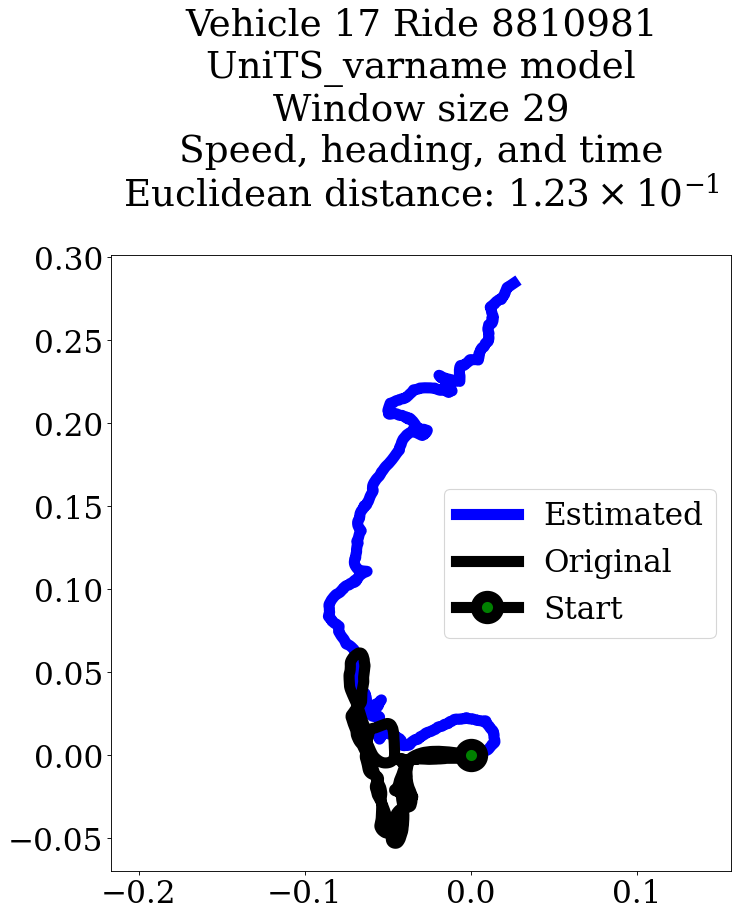 Vehicle 17 Ride 8810981
UniTS_varname model
Window size 29
Speed, heading, and time
Euclidean distance: 1.23 × 10⁻¹
0.30
0.25
0.20
0.15
0.10
0.05
0.00
−0.05
−0.2
−0.1
0.0
0.1
Estimated
Original
Start